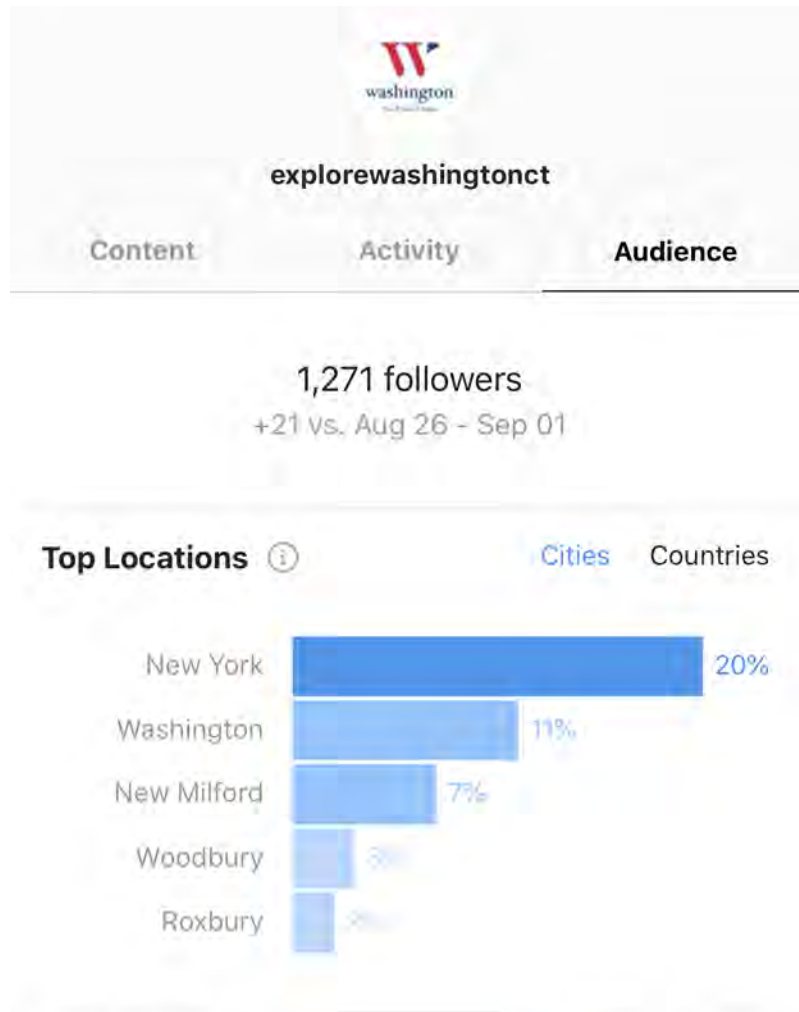 W
washington
explorewashingtonct
Content Activity Audience
1,271 followers
+21 vs. Aug 26 - Sep 01
Top Locations i Cities Countries
New York 20%
Washington 11%
New Milford 7%
Woodbury
Roxbury